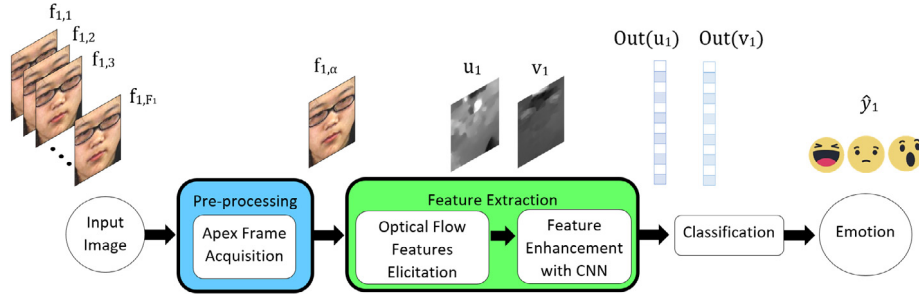 f1,1
f1,2
f1,3
f1,F1
f1,α
u1
v1
Out(u1)
Out(v1)
ŷ1
Input
Image
Pre-processing
Apex Frame
Acquisition
Feature Extraction
Optical Flow
Features
Elicitation
Feature
Enhancement
with CNN
Classification
Emotion